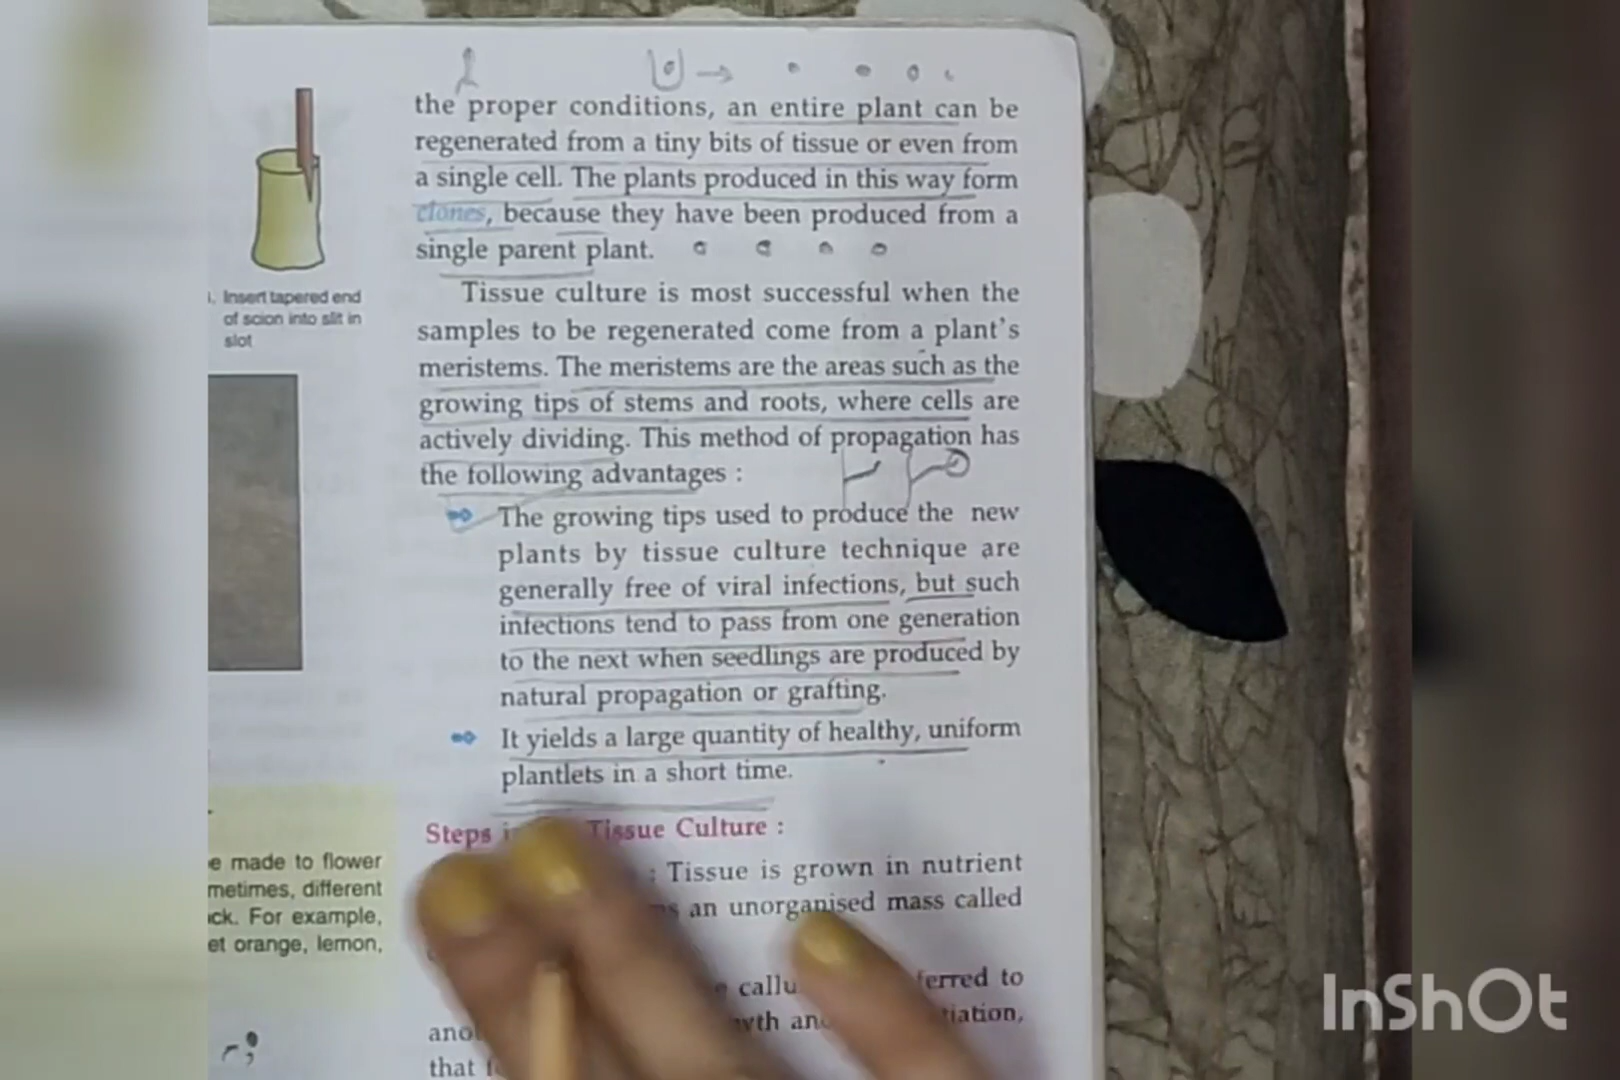 i. Insert tapered end
of scion into slit in
slot
e made to flower
metimes, different
ck. For example,
et orange, lemon,
the proper conditions, an entire plant can be
regenerated from a tiny bits of tissue or even from
a single cell. The plants produced in this way form
clones, because they have been produced from a
single parent plant.
Tissue culture is most successful when the
samples to be regenerated come from a plant's
meristems. The meristems are the areas such as the
growing tips of stems and roots, where cells are
actively dividing. This method of propagation has
the following advantages :
The growing tips used to produce the new
plants by tissue culture technique are
generally free of viral infections, but such
infections tend to pass from one generation
to the next when seedlings are produced by
natural propagation or grafting.
It yields a large quantity of healthy, uniform
plantlets in a short time.
Steps Tissue Culture :
: Tissue is grown in nutrient
an unorganised mass called
callu erred to
that
InShOt